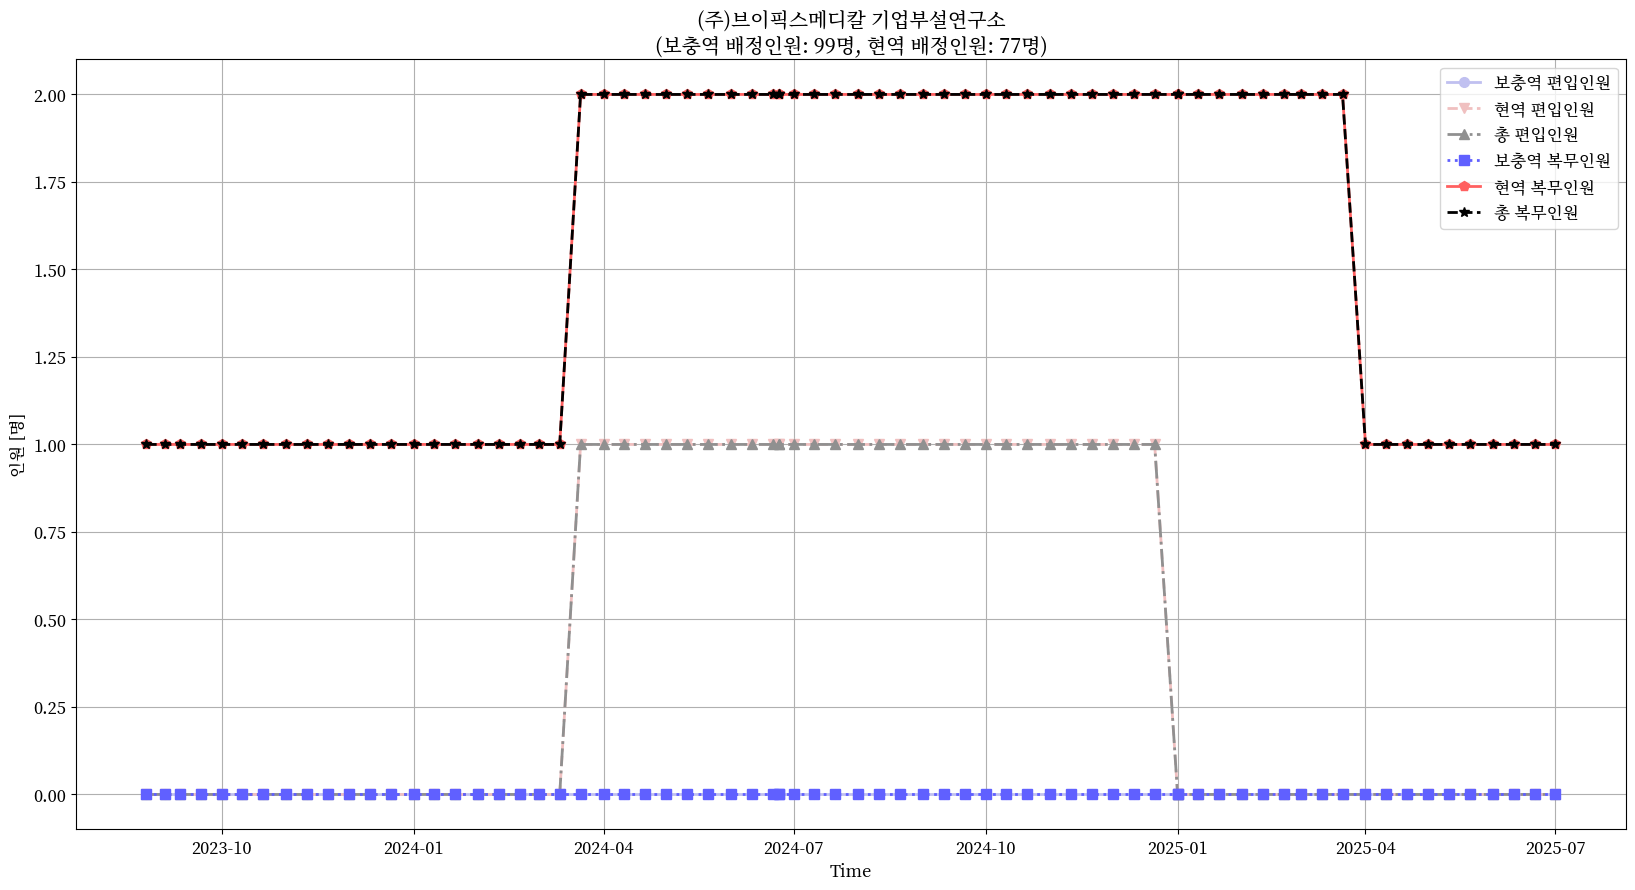 (주)브이픽스메디칼 기업부설연구소
(보충역 배정인원: 99명, 현역 배정인원: 77명)
보충역 편입인원
현역 편입인원
총 편입인원
보충역 복무인원
현역 복무인원
총 복무인원
인원 [명]
2.00
1.75
1.50
1.25
1.00
0.75
0.50
0.25
0.00
2023-10
2024-01
2024-04
2024-07
2024-10
2025-01
2025-04
2025-07
Time